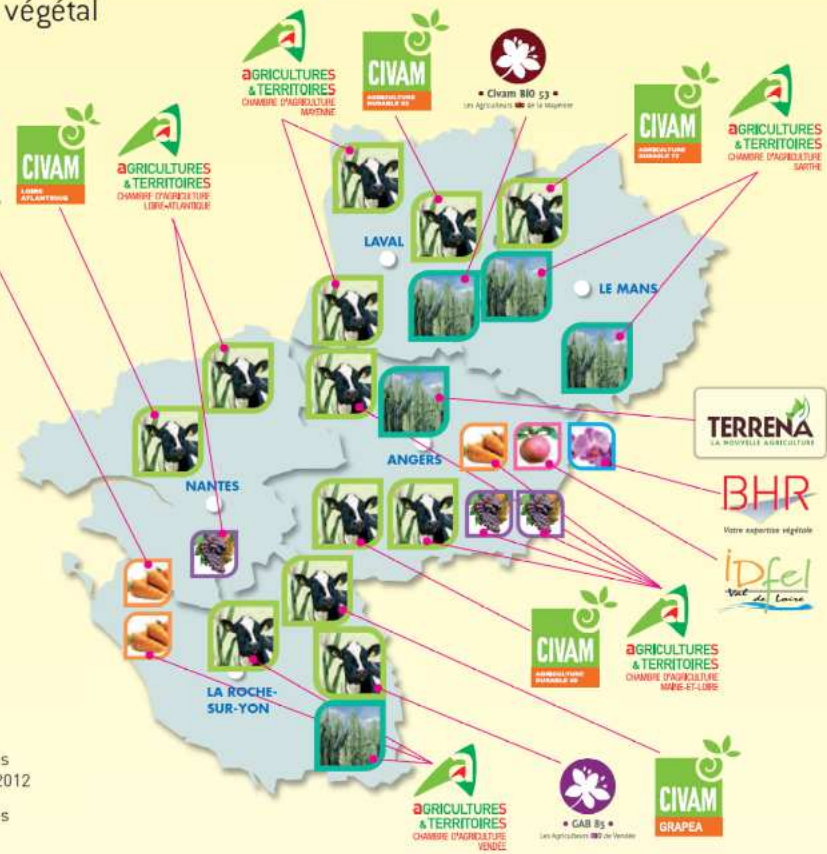 végétal
aGRICULTURES
& TERRITOIRES
CHAMBRE D'AGRICULTURE
MAYENNE
CIVAM
AGRICULTURE
DURABLE 53
• Civam BIO 53 •
Les Agriculteurs BIO de la Mayenne
CIVAM
AGRICULTURE
DURABLE 72
aGRICULTURES
& TERRITOIRES
CHAMBRE D'AGRICULTURE
SARTHE
CIVAM
LOIRE
ATLANTIQUE
aGRICULTURES
& TERRITOIRES
CHAMBRE D'AGRICULTURE
LOIRE-ATLANTIQUE
LAVAL
LE MANS
TERRENA
LA NOUVELLE AGRICULTURE
ANGERS
NANTES
BHR
Votre expertise végétale
iDfel
Val de Loire
CIVAM
AGRICULTURE
aGRICULTURES
& TERRITOIRES
CHAMBRE D'AGRICULTURE
MAINE-ET-LOIRE
LA ROCHE-
SUR-YON
s
2012
s
aGRICULTURES
& TERRITOIRES
CHAMBRE D'AGRICULTURE
VENDÉE
• GAB 85 •
Les Agriculteurs BIO de Vendée
CIVAM
GRAPEA